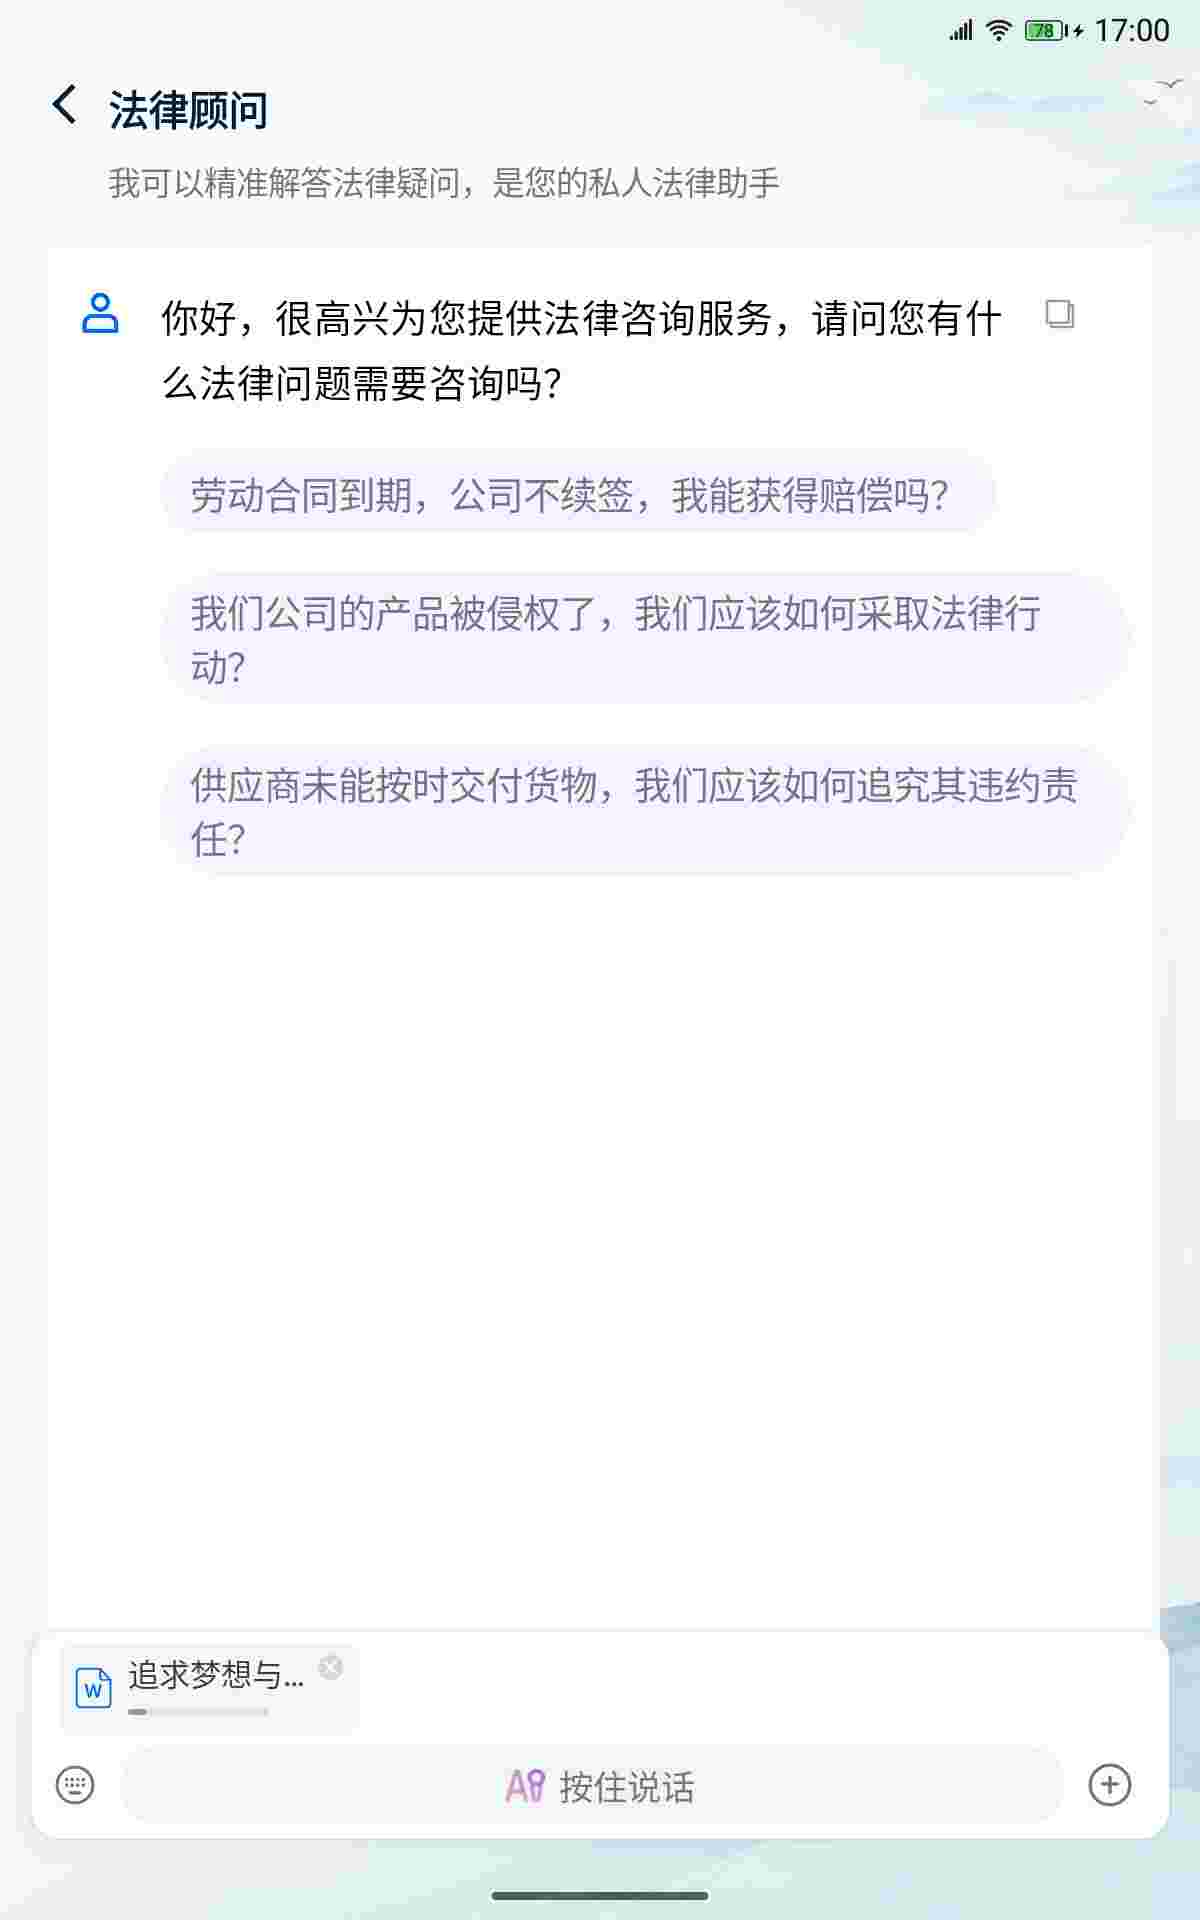 78 17:00
法律顾问
我可以精准解答法律疑问，是您的私人法律助手
你好，很高兴为您提供法律咨询服务，请问您有什
么法律问题需要咨询吗？
劳动合同到期，公司不续签，我能获得赔偿吗？
我们公司的产品被侵权了，我们应该如何采取法律行
动？
供应商未能按时交付货物，我们应该如何追究其违约责
任？
W 追求梦想与...
AI 按住说话